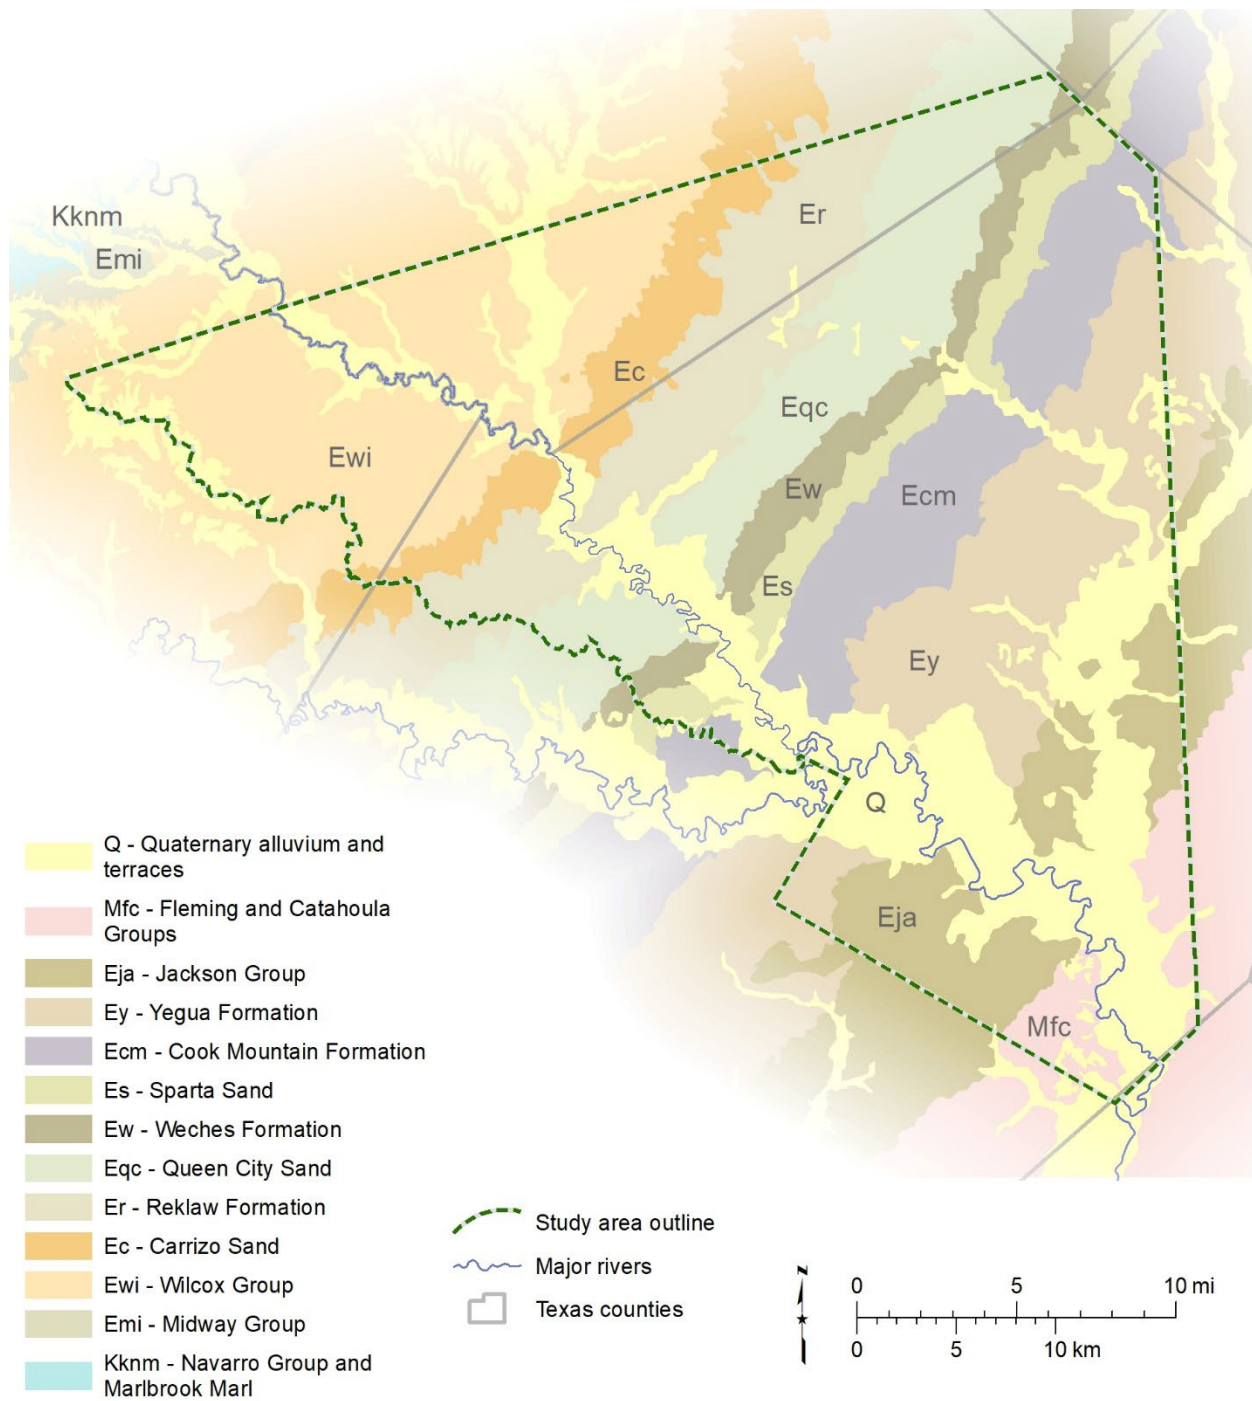 Kknm
Emi
Er
Ec
Eqc
Ewi
Ew
Ecm
Es
Ey
Q
Eja
Mfc
Q - Quaternary alluvium and
terraces
Mfc - Fleming and Catahoula
Groups
Eja - Jackson Group
Ey - Yegua Formation
Ecm - Cook Mountain Formation
Es - Sparta Sand
Ew - Weches Formation
Eqc - Queen City Sand
Er - Reklaw Formation
Ec - Carrizo Sand
Ewi - Wilcox Group
Emi - Midway Group
Kknm - Navarro Group and
Marlbrook Marl
Study area outline
Major rivers
Texas counties
N
0 5 10 mi
0 5 10 km